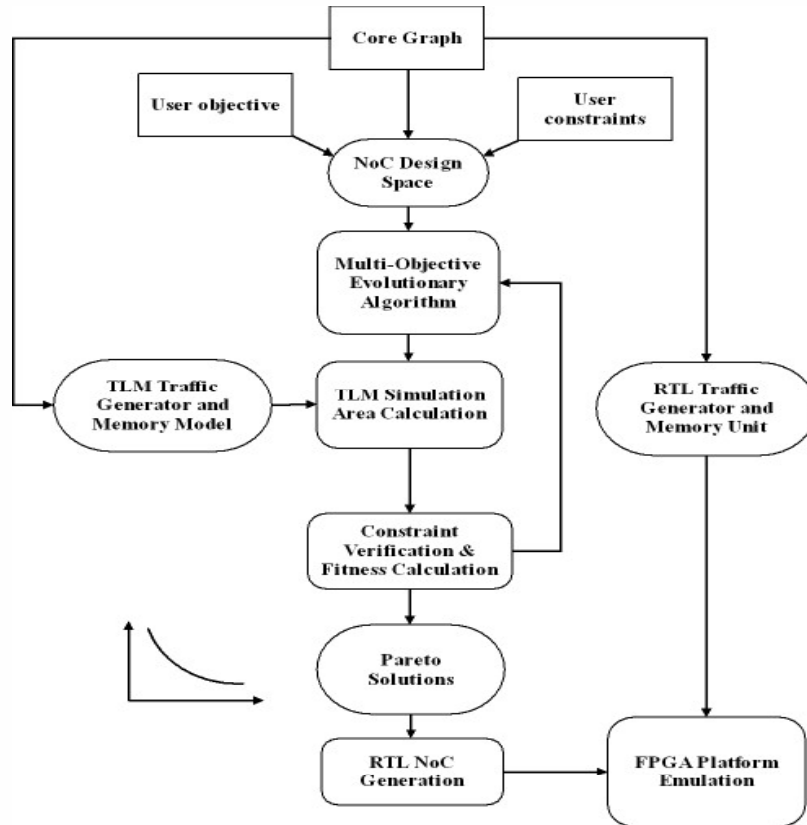 Core Graph
User objective
User
constraints
NoC Design
Space
Multi-Objective
Evolutionary
Algorithm
TLM Traffic
Generator and
Memory Model
TLM Simulation
Area Calculation
RTL Traffic
Generator and
Memory Unit
Constraint
Verification &
Fitness Calculation
Pareto
Solutions
RTL NoC
Generation
FPGA Platform
Emulation